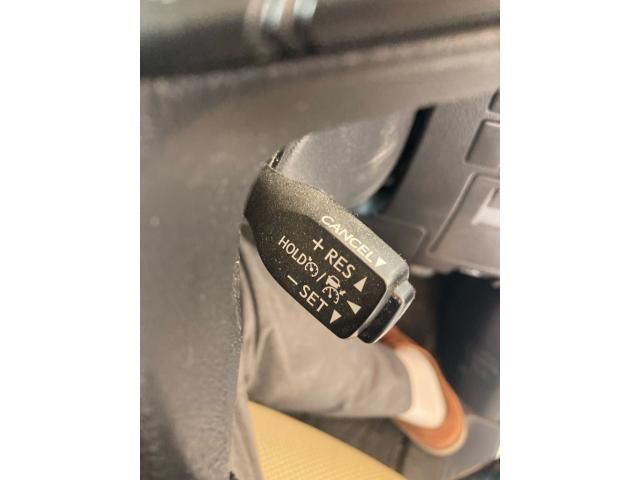 CANCEL▼
+ RES ▲
HOLD / ◀
− SET ▼